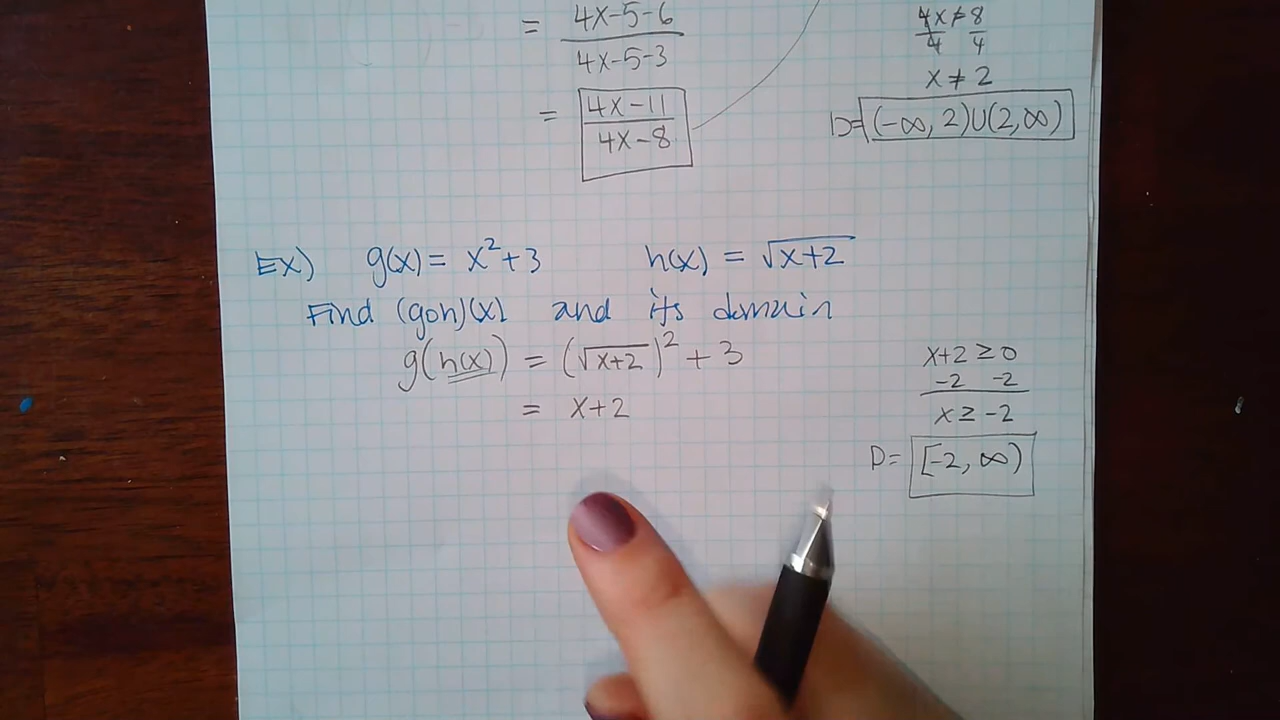 = 4x-5-6
4x-5-3
= 4x-11
4x-8
4x≠8
4 4
x ≠ 2
D= (-∞, 2)∪(2,∞)
Ex) g(x) = x²+3 h(x) = √x+2
Find (goh)(x) and its domain
g(h(x)) = (√x+2)² + 3
= x+2
x+2 ≥ 0
-2 -2
x ≥ -2
D= [-2, ∞)